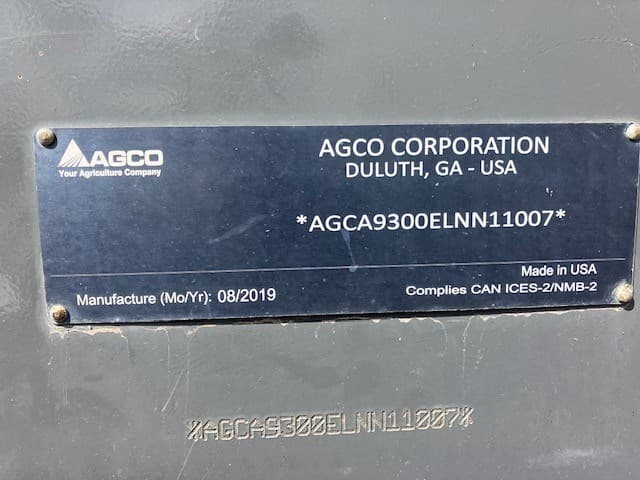 AGCO
Your Agriculture Company
AGCO CORPORATION
DULUTH, GA - USA
*AGCA9300ELNN11007*
Made in USA
Manufacture (Mo/Yr): 08/2019
Complies CAN ICES-2/NMB-2
*AGCA9300ELNN11007*